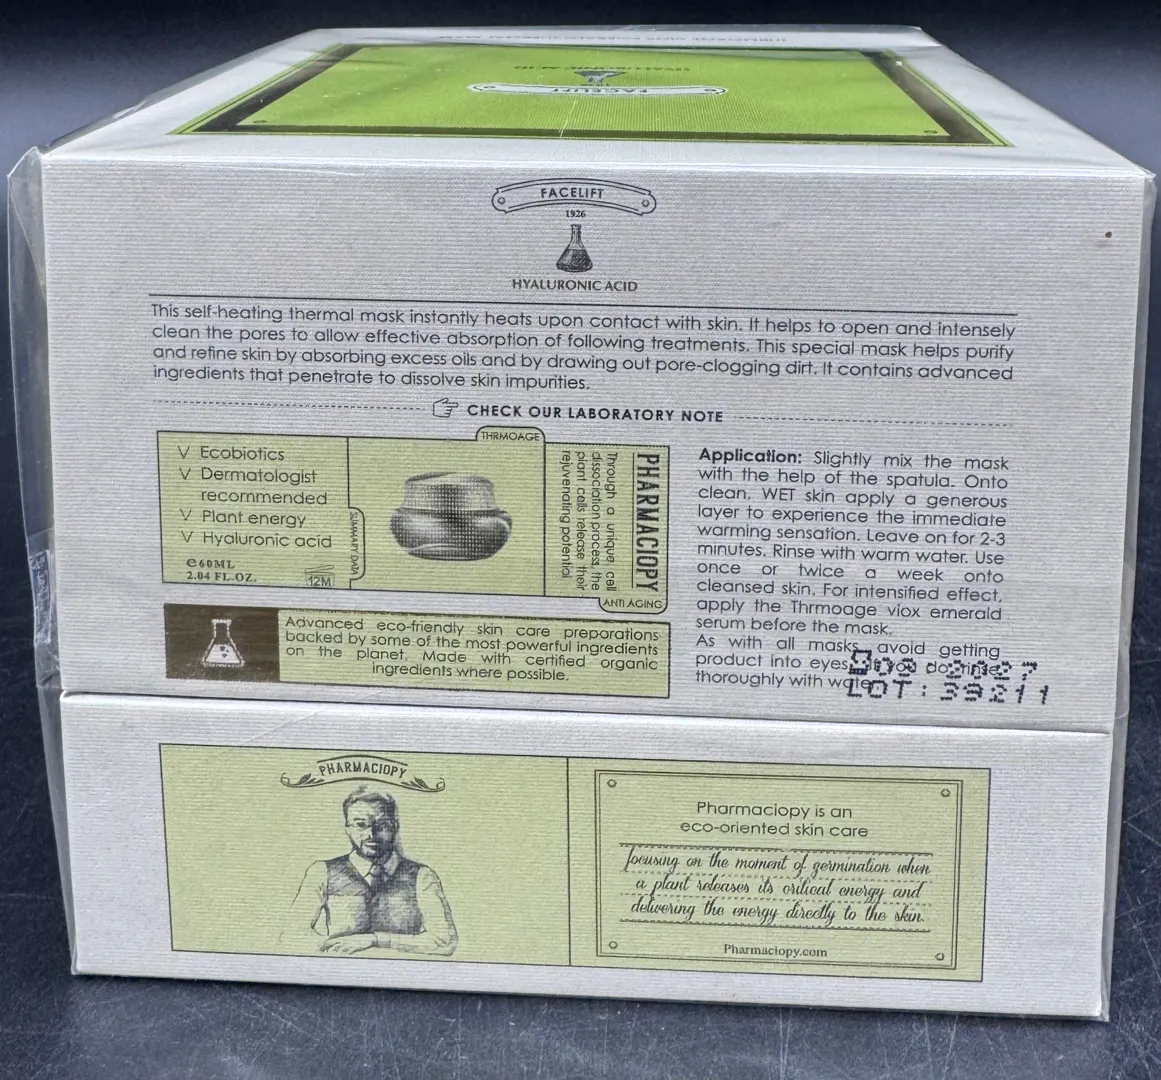 FACELIFT
HYALURONIC ACID
FACELIFT
1926
HYALURONIC ACID
This self-heating thermal mask instantly heats upon contact with skin. It helps to open and intensely
clean the pores to allow effective absorption of following treatments. This special mask helps purify
and refine skin by absorbing excess oils and by drawing out pore-clogging dirt. It contains advanced
ingredients that penetrate to dissolve skin impurities.
CHECK OUR LABORATORY NOTE
V Ecobiotics
V Dermatologist
recommended
V Plant energy
V Hyaluronic acid
e60ML
2.04 FL.OZ.
12M
SUMMARY DATA
THRMOAGE
Through a unique cell
dissociation process, the
plant cells release their
rejuvenating potential
PHARMACIOPY
ANTI AGING
Advanced eco-friendly skin care preparations
backed by some of the most powerful ingredients
on the planet. Made with certified organic
ingredients where possible.
Application: Slightly mix the mask
with the help of the spatula. Onto
clean, WET skin apply a generous
layer to experience the immediate
warming sensation. Leave on for 2-3
minutes. Rinse with warm water. Use
once or twice a week onto
cleansed skin. For intensified effect,
apply the Thrmoage viox emerald
serum before the mask.
As with all masks, avoid getting
product into eyes
thoroughly with water
2027
LOT: 39211
PHARMACIOPY
Pharmaciopy is an
eco-oriented skin care
focusing on the moment of germination when
a plant releases its critical energy and
delivering the energy directly to the skin.
Pharmaciopy.com